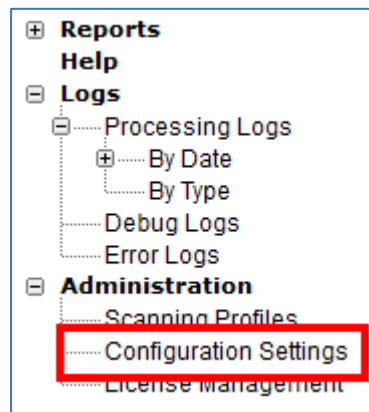 Reports
Help
Logs
Processing Logs
By Date
By Type
Debug Logs
Error Logs
Administration
Scanning Profiles
Configuration Settings
License Management